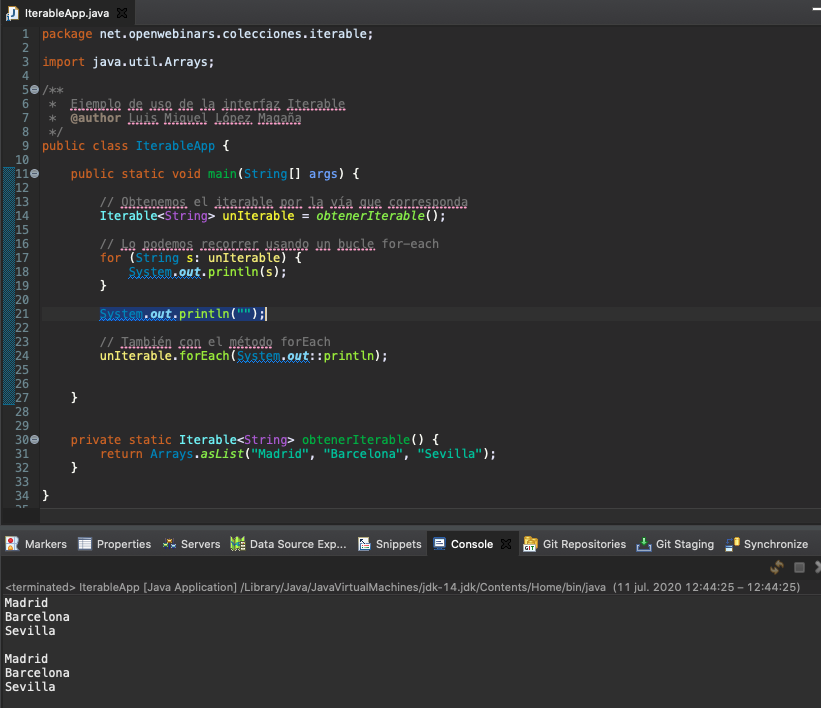 IterableApp.java
1 package net.openwebinars.colecciones.iterable;
2
3 import java.util.Arrays;
4
5 /**
6 * Ejemplo de uso de la interfaz Iterable
7 * @author Luis Miguel López Magaña
8 */
9 public class IterableApp {
10
11 public static void main(String[] args) {
12
13 // Obtenemos el iterable por la vía que corresponda
14 Iterable<String> unIterable = obtenerIterable();
15
16 // Lo podemos recorrer usando un bucle for-each
17 for (String s: unIterable) {
18 System.out.println(s);
19 }
20
21 System.out.println("");
22
23 // También con el método forEach
24 unIterable.forEach(System.out::println);
25
26
27 }
28
29
30 private static Iterable<String> obtenerIterable() {
31 return Arrays.asList("Madrid", "Barcelona", "Sevilla");
32 }
33
34 }
35
Markers Properties Servers Data Source Exp... Snippets Console Git Repositories Git Staging Synchronize
<terminated> IterableApp [Java Application] /Library/Java/JavaVirtualMachines/jdk-14.jdk/Contents/Home/bin/java (11 jul. 2020 12:44:25 – 12:44:25)
Madrid
Barcelona
Sevilla

Madrid
Barcelona
Sevilla